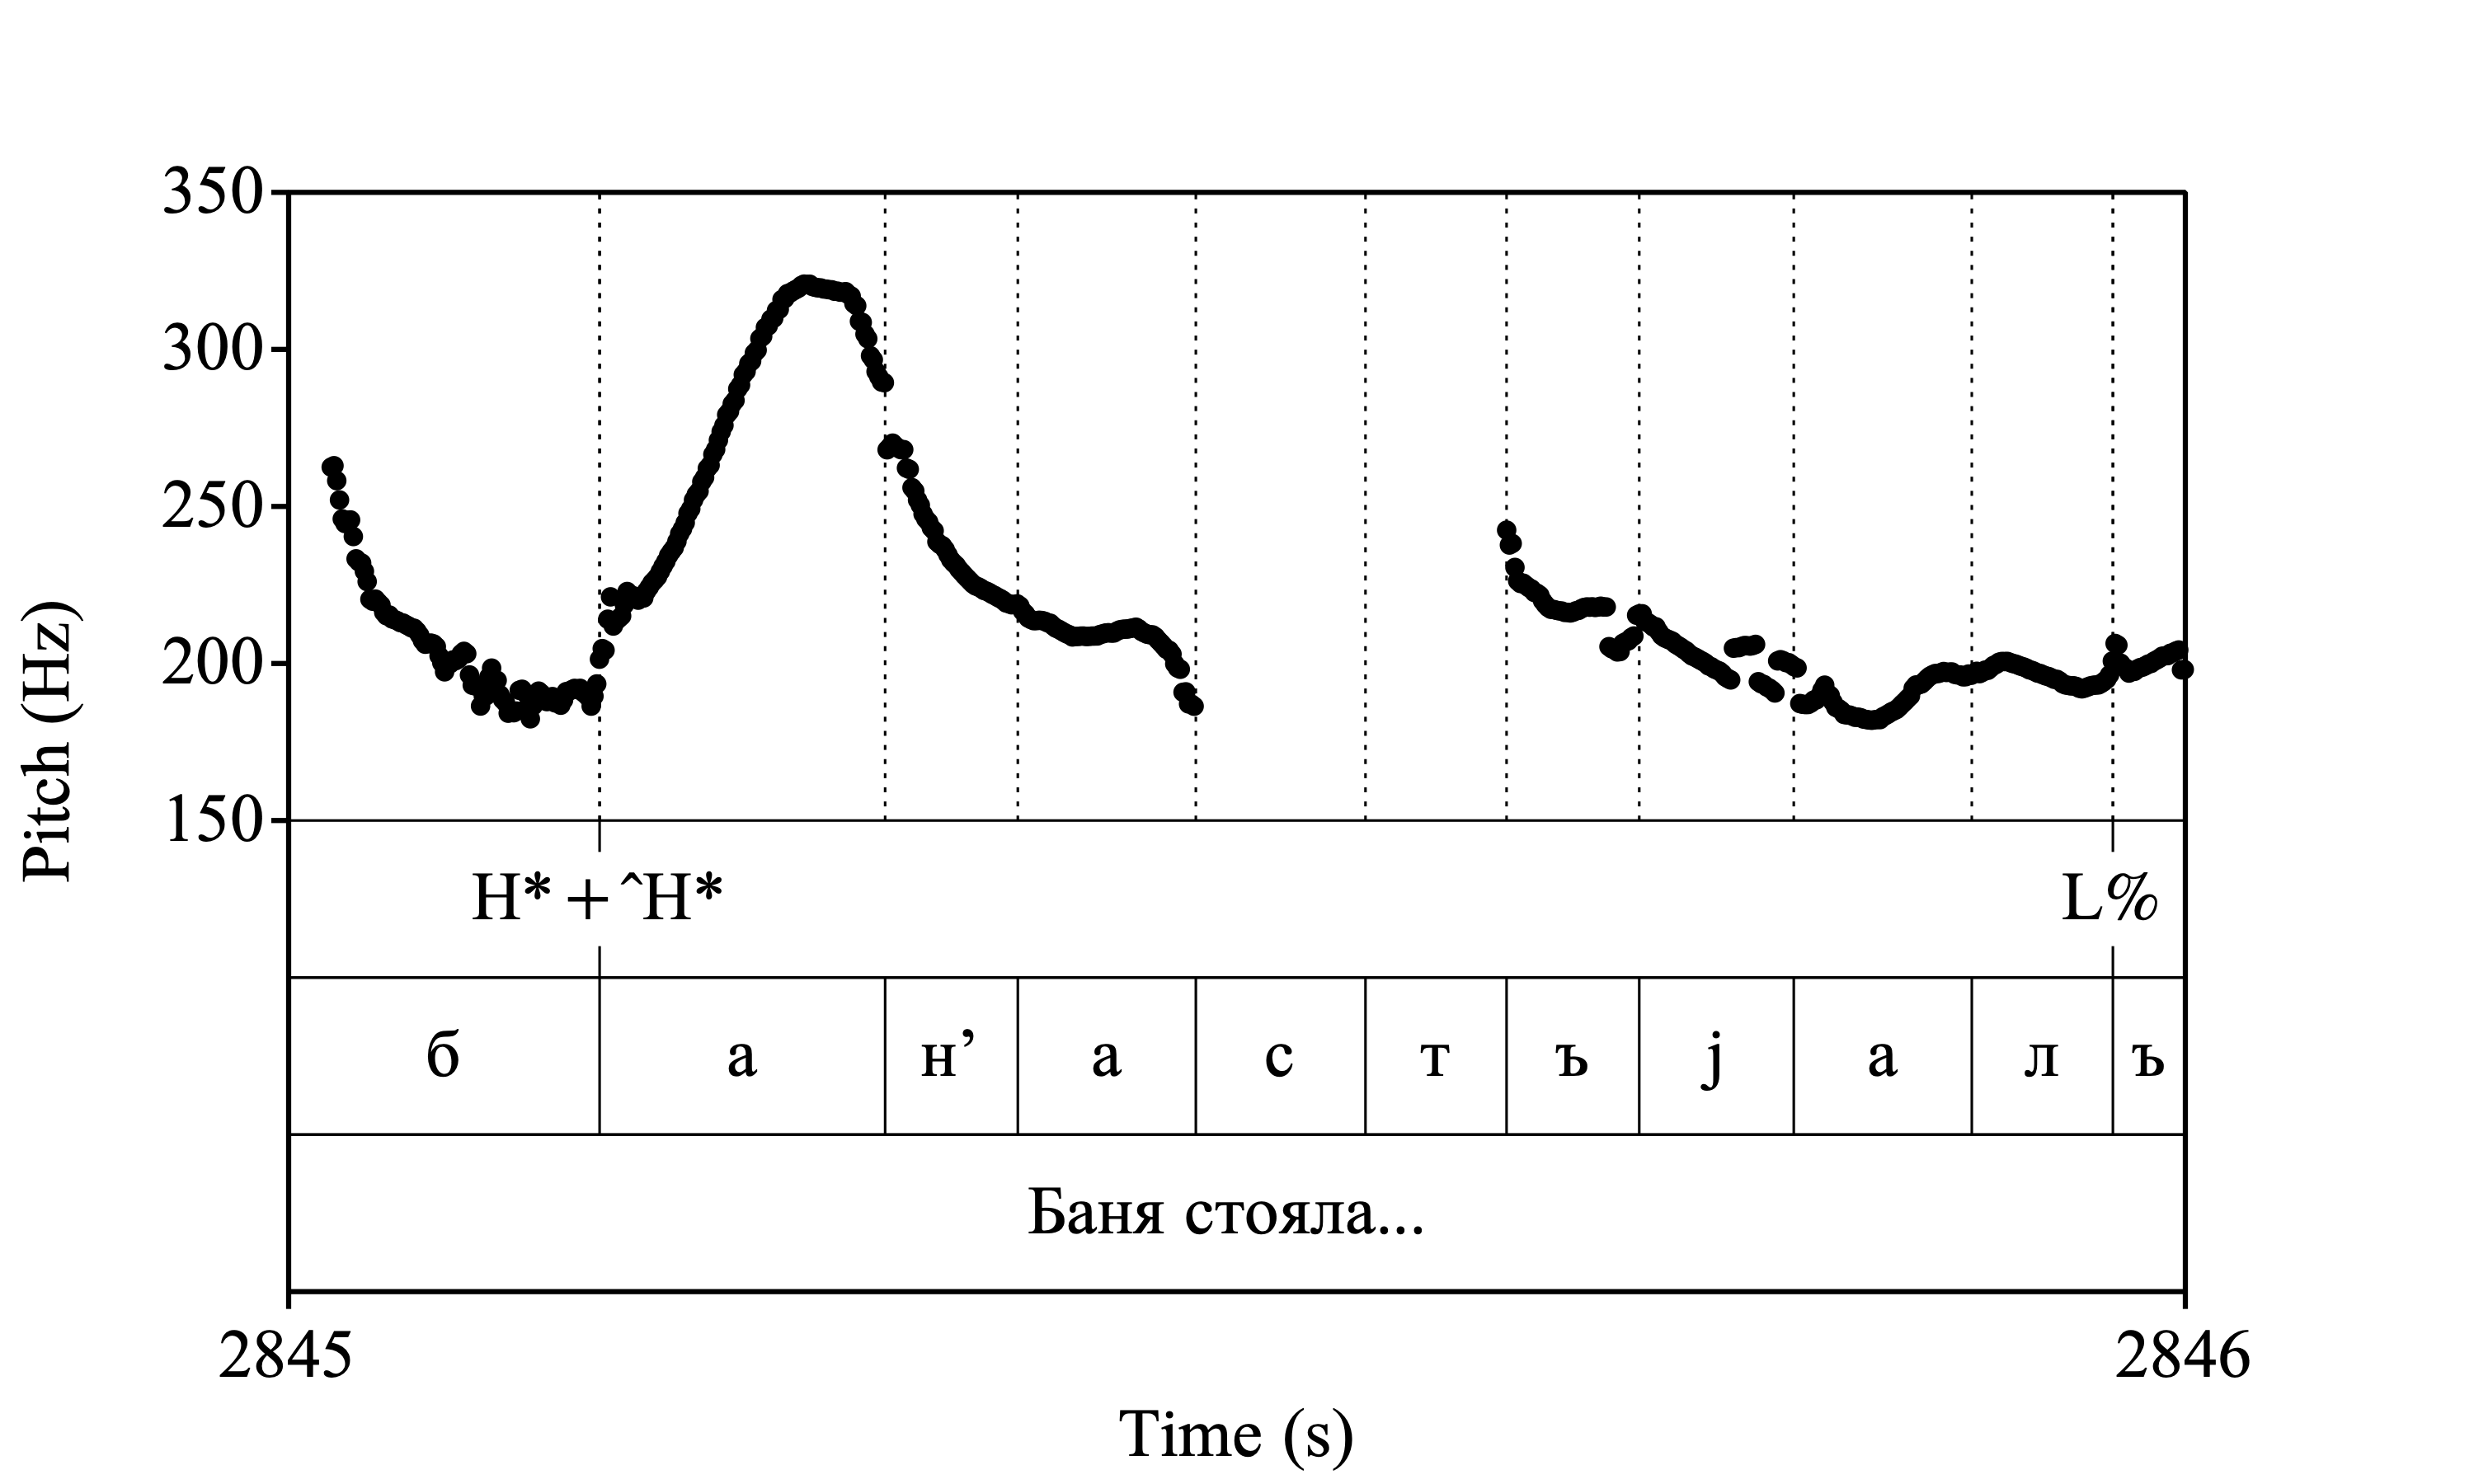 350
300
250
200
150
Pitch (Hz)
H* + ^H* L%
б а н’ а с т ъ j а л ъ
Баня стояла...
2845 2846
Time (s)